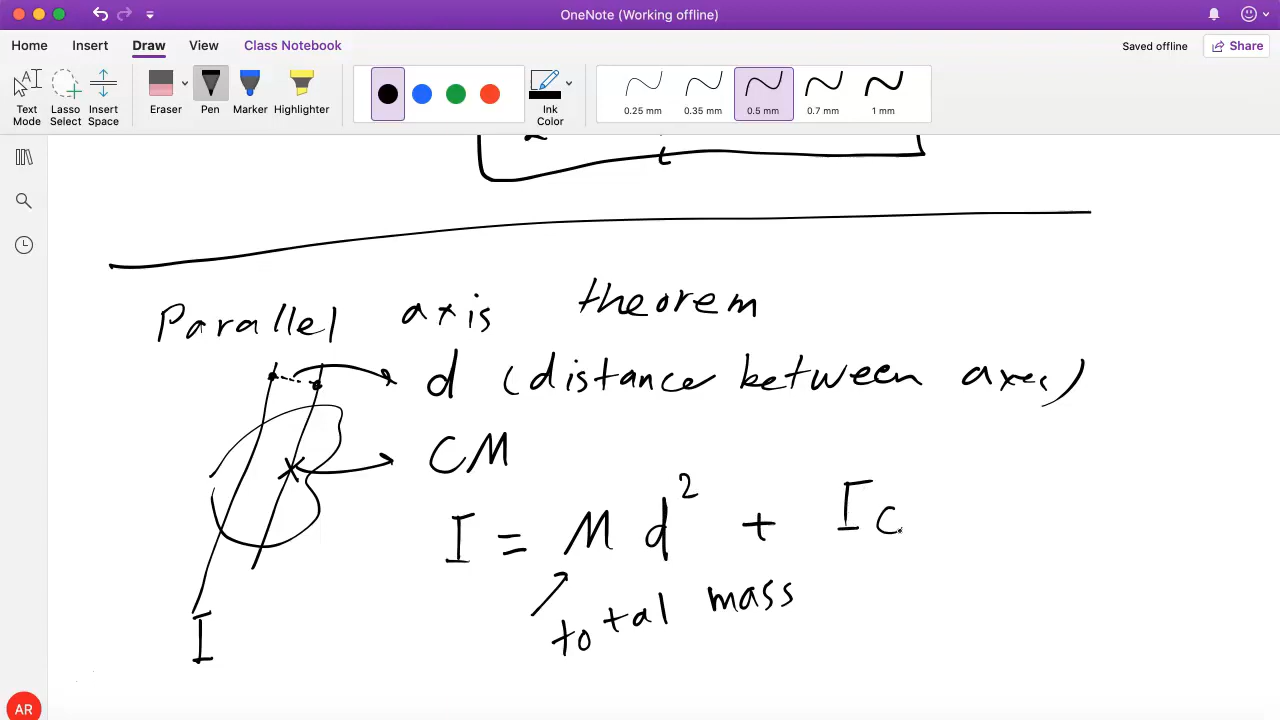 OneNote (Working offline)
Home Insert Draw View Class Notebook Saved offline Share
Text Mode Lasso Select Insert Space Eraser Pen Marker Highlighter Ink Color 0.25 mm 0.35 mm 0.5 mm 0.7 mm 1 mm
Parallel axis theorem
d (distance between axes)
CM
I = M d² + I c
total mass
I
AR